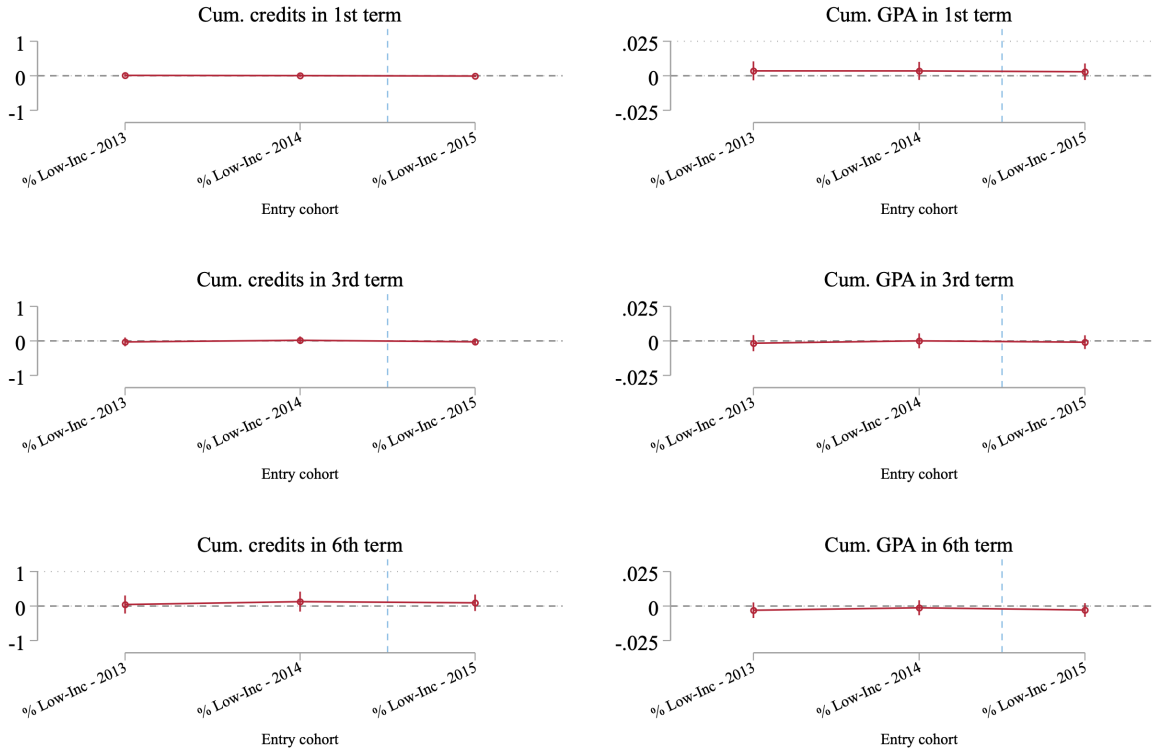 Cum. credits in 1st term
1
0
-1
% Low-Inc - 2013
% Low-Inc - 2014
% Low-Inc - 2015
Entry cohort
Cum. GPA in 1st term
.025
0
-.025
% Low-Inc - 2013
% Low-Inc - 2014
% Low-Inc - 2015
Entry cohort
Cum. credits in 3rd term
1
0
-1
% Low-Inc - 2013
% Low-Inc - 2014
% Low-Inc - 2015
Entry cohort
Cum. GPA in 3rd term
.025
0
-.025
% Low-Inc - 2013
% Low-Inc - 2014
% Low-Inc - 2015
Entry cohort
Cum. credits in 6th term
1
0
-1
% Low-Inc - 2013
% Low-Inc - 2014
% Low-Inc - 2015
Entry cohort
Cum. GPA in 6th term
.025
0
-.025
% Low-Inc - 2013
% Low-Inc - 2014
% Low-Inc - 2015
Entry cohort